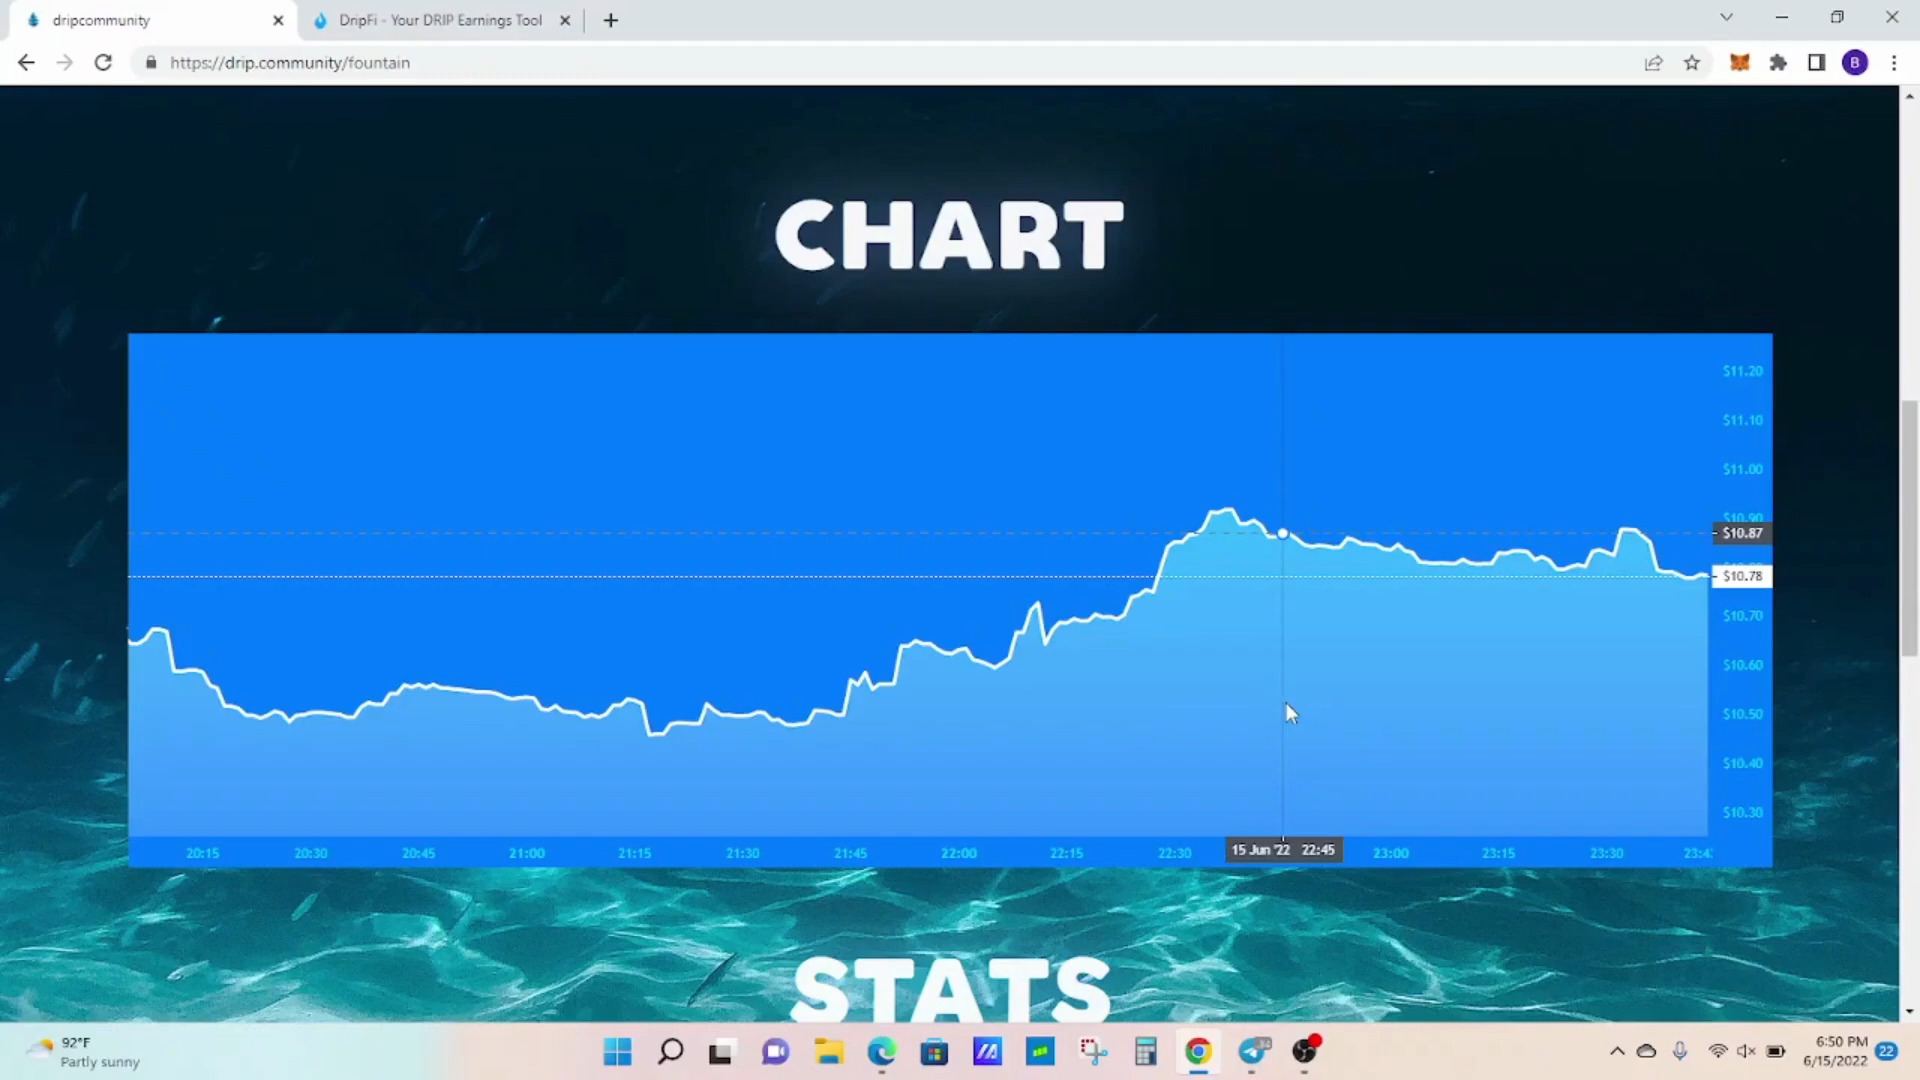 dripcommunity
DripFi - Your DRIP Earnings Tool
https://drip.community/fountain
B
CHART
$11.20
$11.10
$11.00
$10.90
$10.87
$10.78
$10.70
$10.60
$10.50
$10.40
$10.30
20:15 20:30 20:45 21:00 21:15 21:30 21:45 22:00 22:15 22:30 15 Jun '22 22:45 23:00 23:15 23:30
STATS
92°F
Partly sunny
6:50 PM
6/15/2022
22